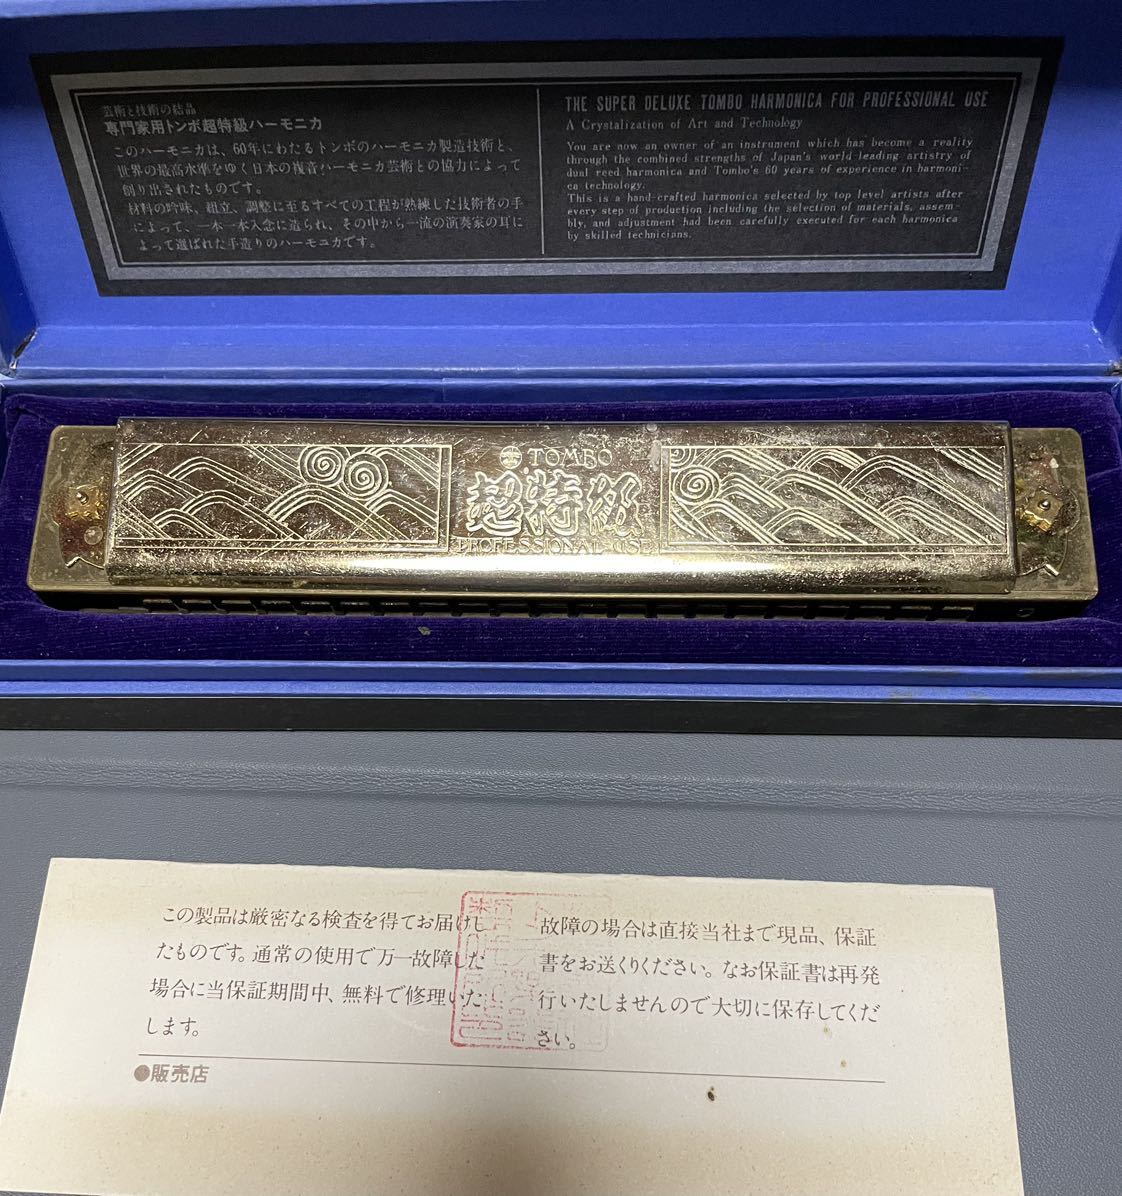 芸術と技術の結晶
専門家用トンボ超特級ハーモニカ
このハーモニカは、60年にわたるトンボのハーモニカ製造技術と、
世界の最高水準をゆく日本の複音ハーモニカ芸術との協力によって
創り出されたものです。
材料の吟味、組立、調整に至るすべての工程が熟練した技術者の手
によって、一本一本入念に造られ、その中から一流の演奏家の耳に
よって選ばれた手造りのハーモニカです。
THE SUPER DELUXE TOMBO HARMONICA FOR PROFESSIONAL USE
A Crystalization of Art and Technology
You are now an owner of an instrument which has become a reality
through the combined strengths of Japan's world leading artistry of
dual reed harmonica and Tombo's 60 years of experience in harmoni-
ca technology.
This is a hand-crafted harmonica selected by top level artists after
every step of production including the selection of materials, assem-
bly, and adjustment had been carefully executed for each harmonica
by skilled technicians.
TOMBO
超特級
PROFESSIONAL USE
この製品は厳密なる検査を得てお届けし
たものです。通常の使用で万一故障した
場合に当保証期間中、無料で修理いた
します。
故障の場合は直接当社まで現品、保証
書をお送りください。なお保証書は再発
行いたしませんので大切に保存してくだ
さい。
●販売店